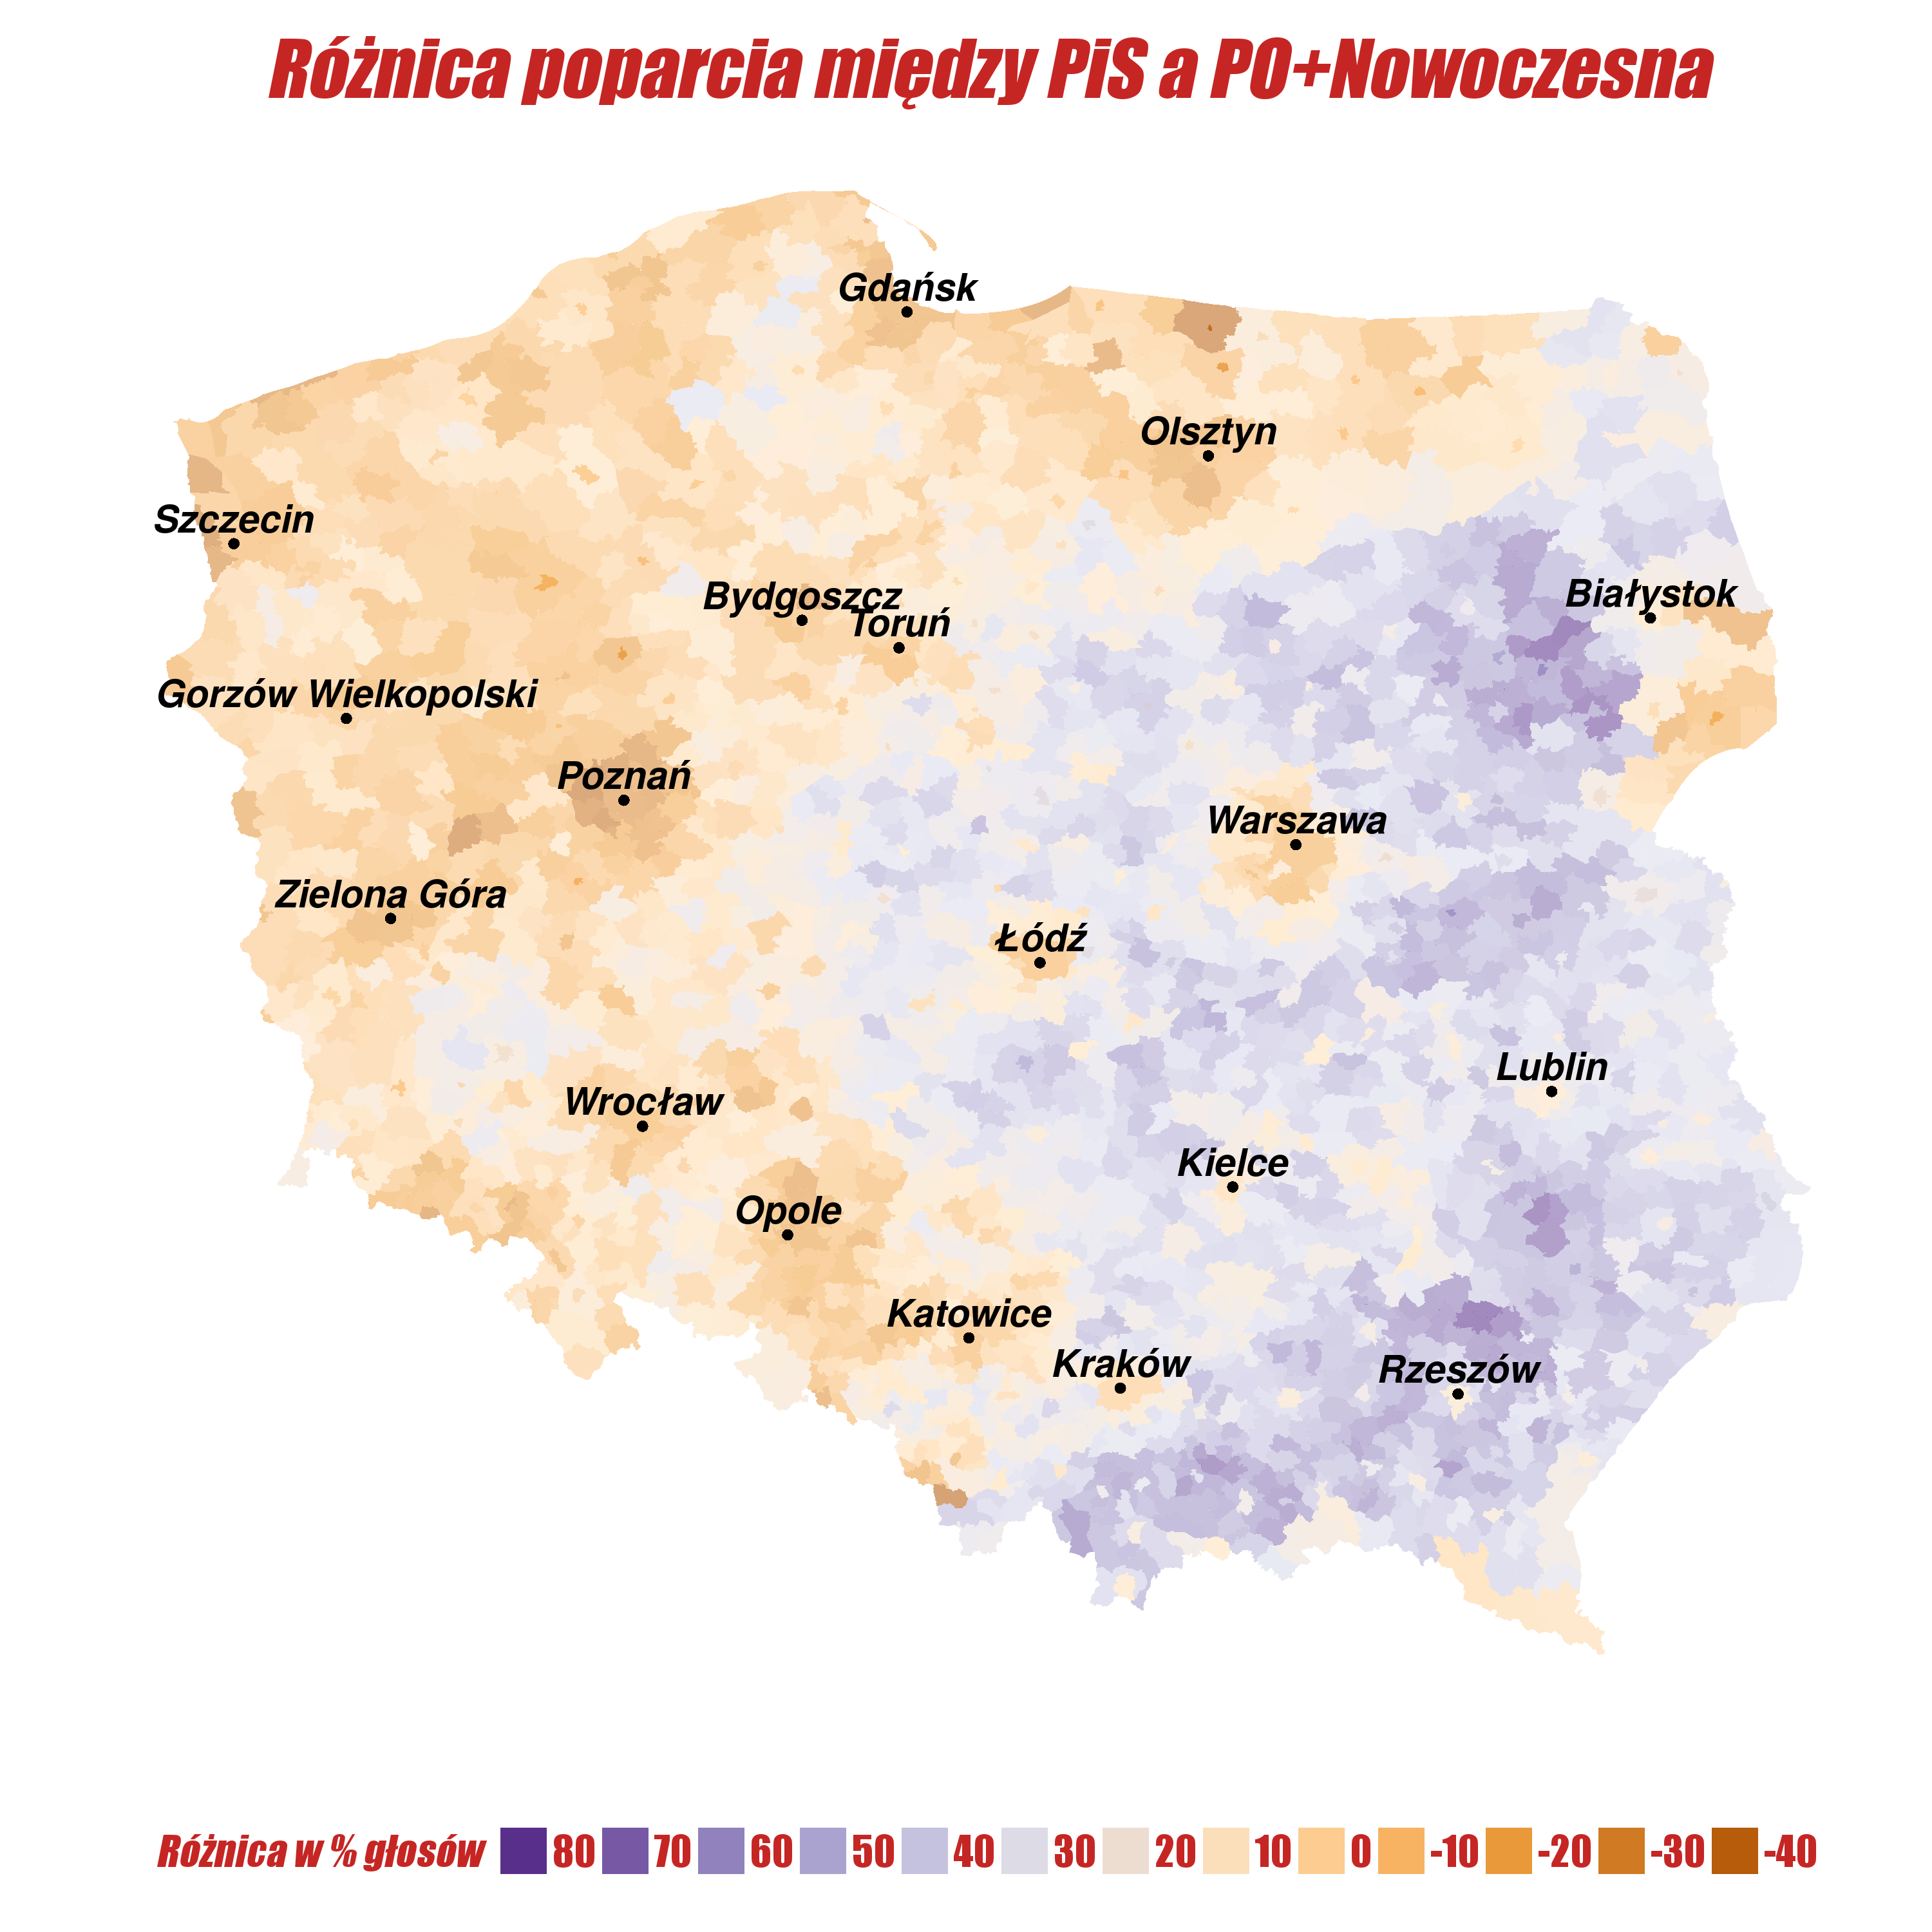 Różnica poparcia między PiS a PO+Nowoczesna
Gdańsk
Olsztyn
Szczecin
Białystok
Bydgoszcz
Toruń
Gorzów Wielkopolski
Poznań
Warszawa
Zielona Góra
Łódź
Lublin
Wrocław
Kielce
Opole
Katowice
Kraków
Rzeszów
Różnica w % głosów 80 70 60 50 40 30 20 10 0 -10 -20 -30 -40